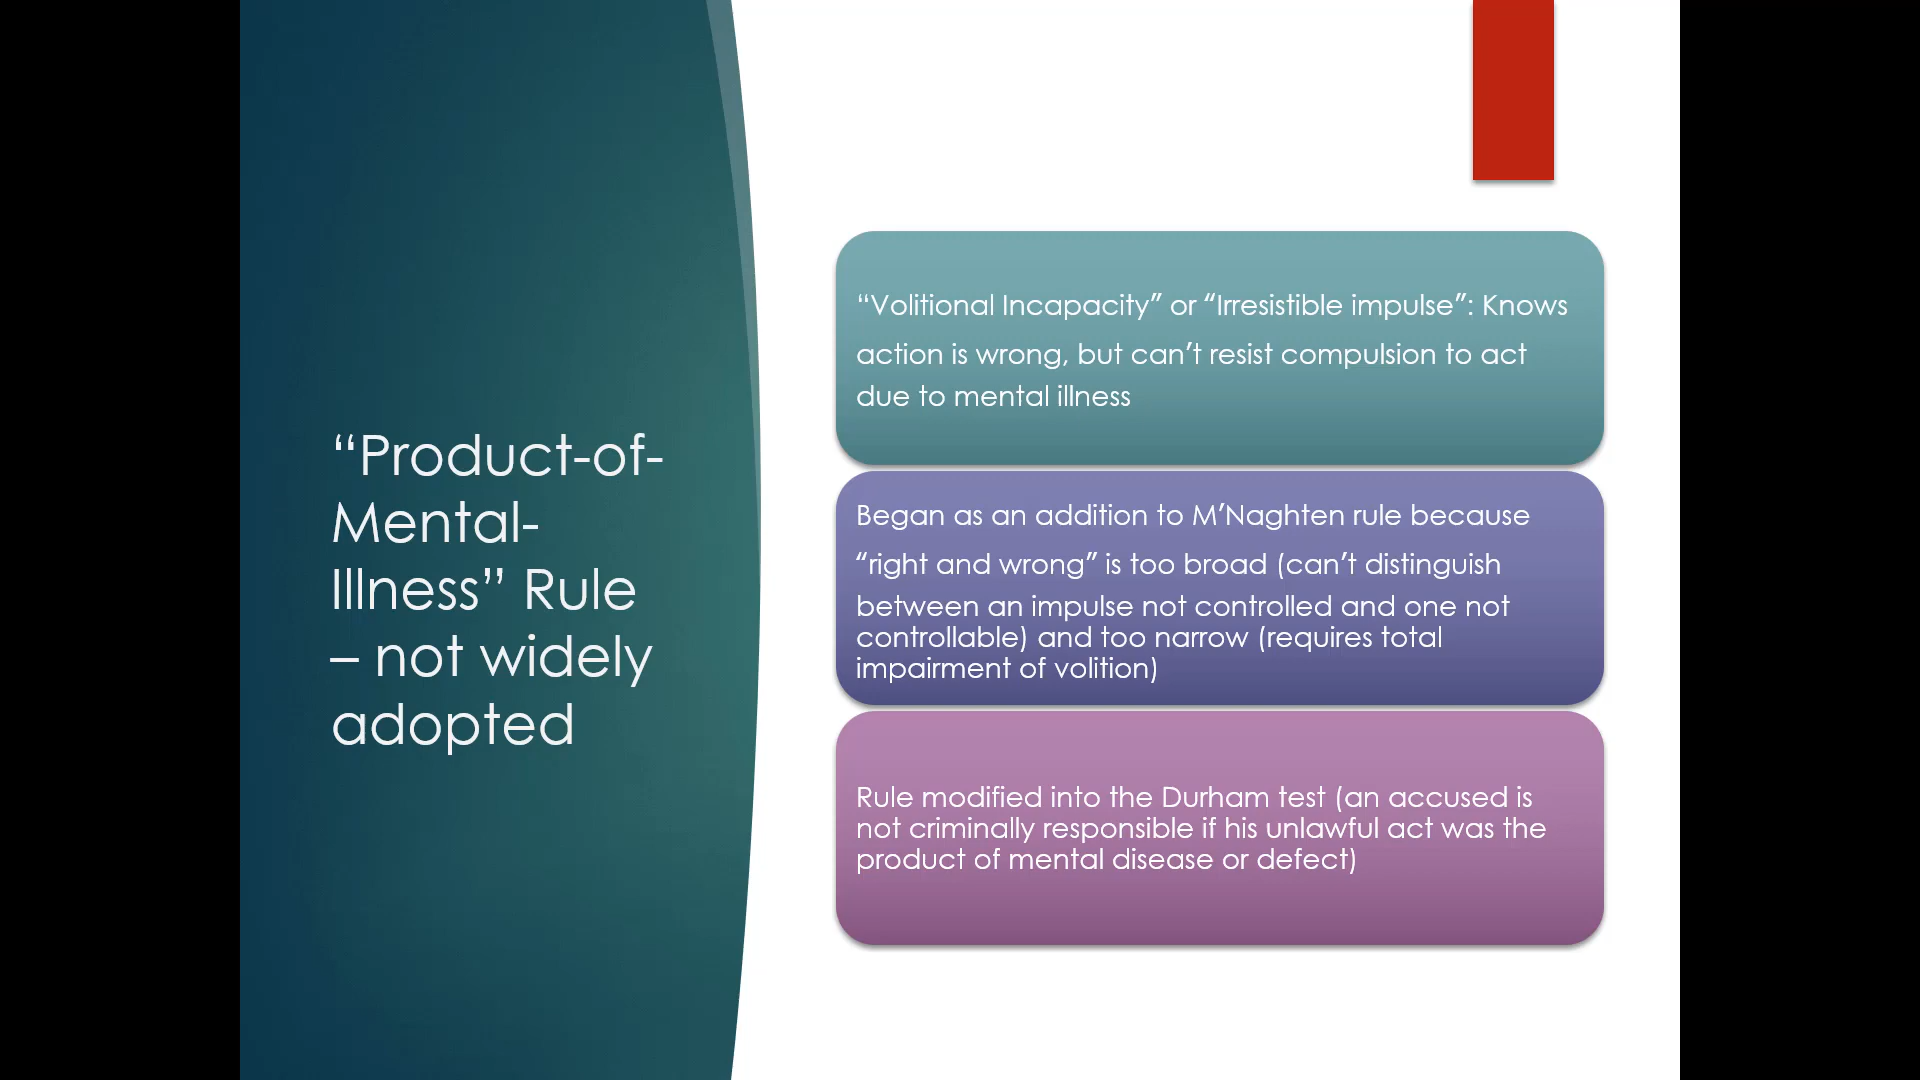 “Product-of-
Mental-
Illness” Rule
– not widely
adopted
“Volitional Incapacity” or “Irresistible impulse”: Knows
action is wrong, but can’t resist compulsion to act
due to mental illness
Began as an addition to M’Naghten rule because
“right and wrong” is too broad (can’t distinguish
between an impulse not controlled and one not
controllable) and too narrow (requires total
impairment of volition)
Rule modified into the Durham test (an accused is
not criminally responsible if his unlawful act was the
product of mental disease or defect)